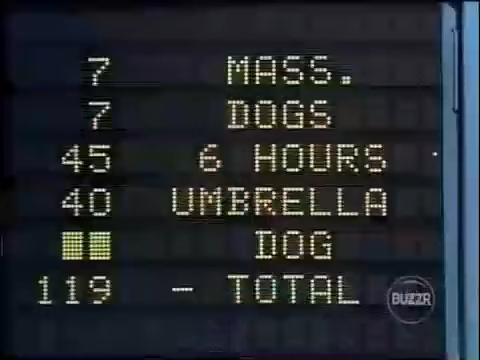 7 MASS.
7 DOGS
45 6 HOURS
40 UMBRELLA
DOG
119 - TOTAL
BUZZR